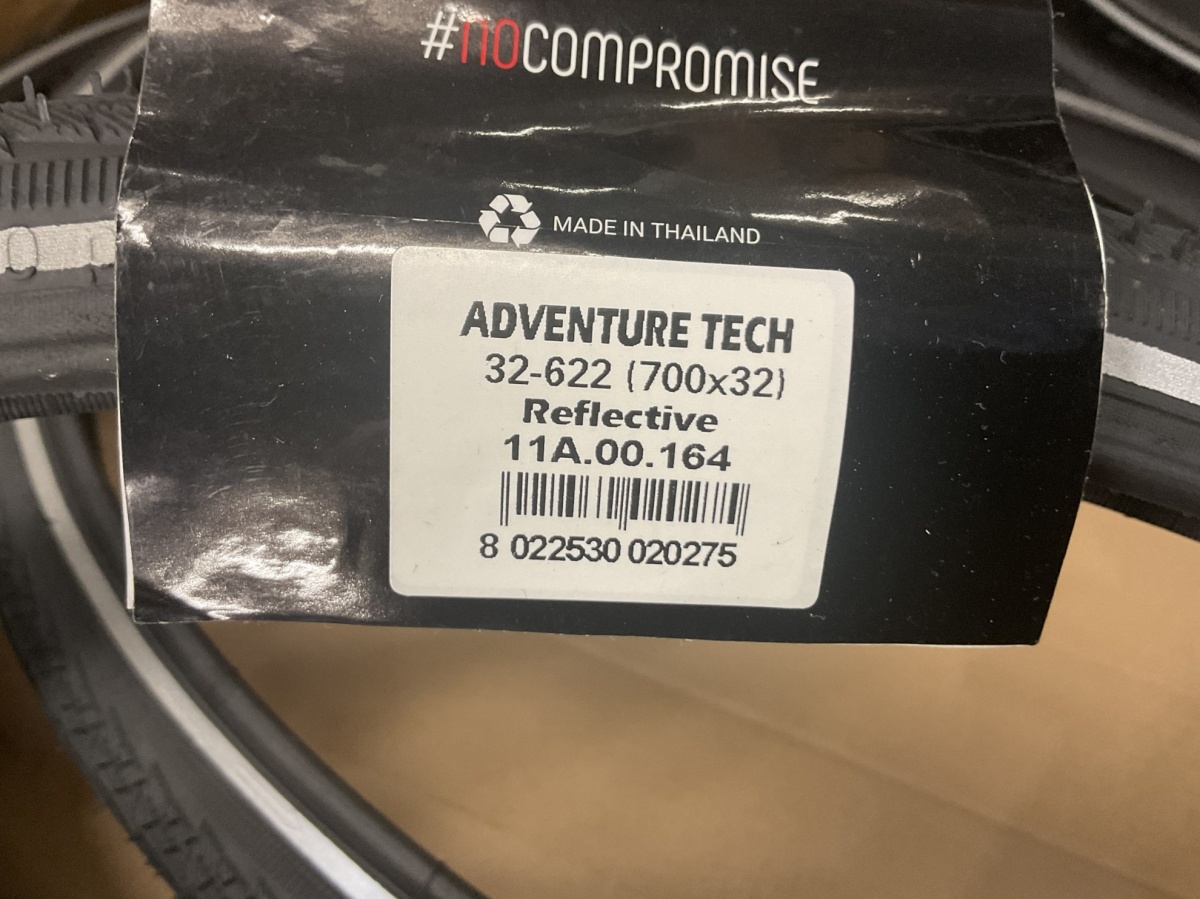 #noCOMPROMISE
MADE IN THAILAND
ADVENTURE TECH
32-622 (700x32)
Reflective
11A.00.164
8 022530 020275